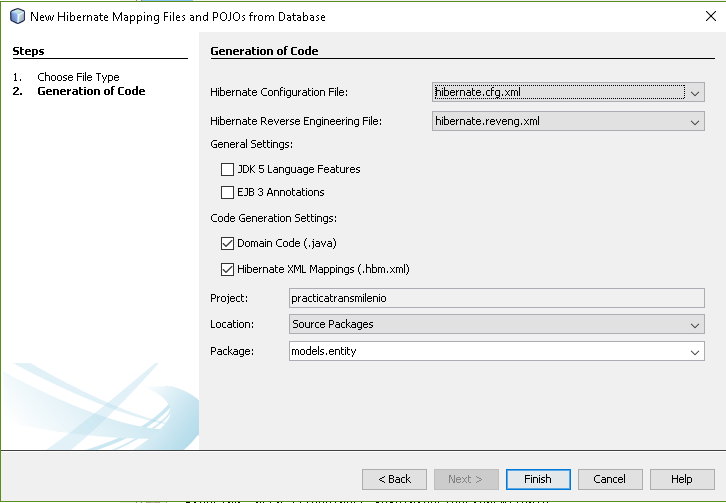 New Hibernate Mapping Files and POJOs from Database
Steps
1. Choose File Type
2. Generation of Code
Generation of Code
Hibernate Configuration File: hibernate.cfg.xml
Hibernate Reverse Engineering File: hibernate.reveng.xml
General Settings:
JDK 5 Language Features
EJB 3 Annotations
Code Generation Settings:
Domain Code (.java)
Hibernate XML Mappings (.hbm.xml)
Project: practicatransmilenio
Location: Source Packages
Package: models.entity
< Back Next > Finish Cancel Help